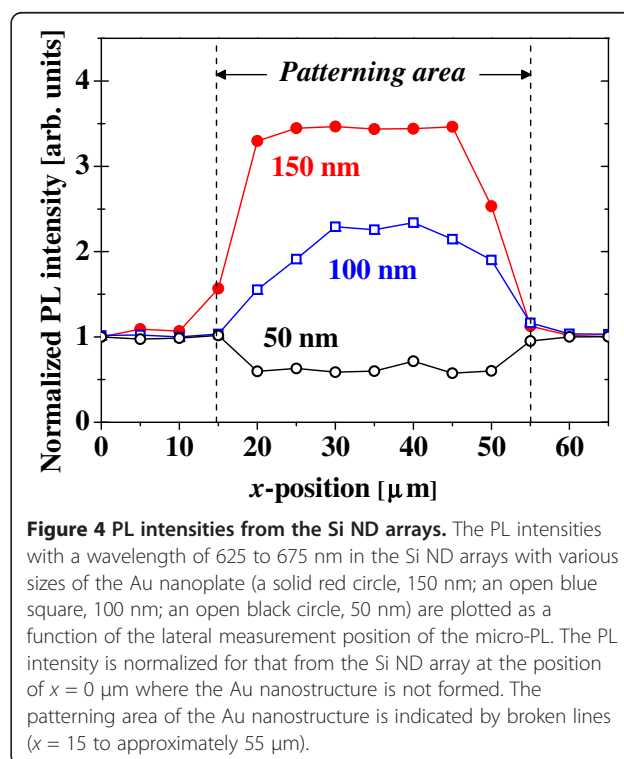 Normalized PL intensity [arb. units]
4
3
2
1
0
Patterning area
150 nm
100 nm
50 nm
0 10 20 30 40 50 60
x-position [μm]
Figure 4 PL intensities from the Si ND arrays. The PL intensities
with a wavelength of 625 to 675 nm in the Si ND arrays with various
sizes of the Au nanoplate (a solid red circle, 150 nm; an open blue
square, 100 nm; an open black circle, 50 nm) are plotted as a
function of the lateral measurement position of the micro-PL. The PL
intensity is normalized for that from the Si ND array at the position
of x = 0 μm where the Au nanostructure is not formed. The
patterning area of the Au nanostructure is indicated by broken lines
(x = 15 to approximately 55 μm).